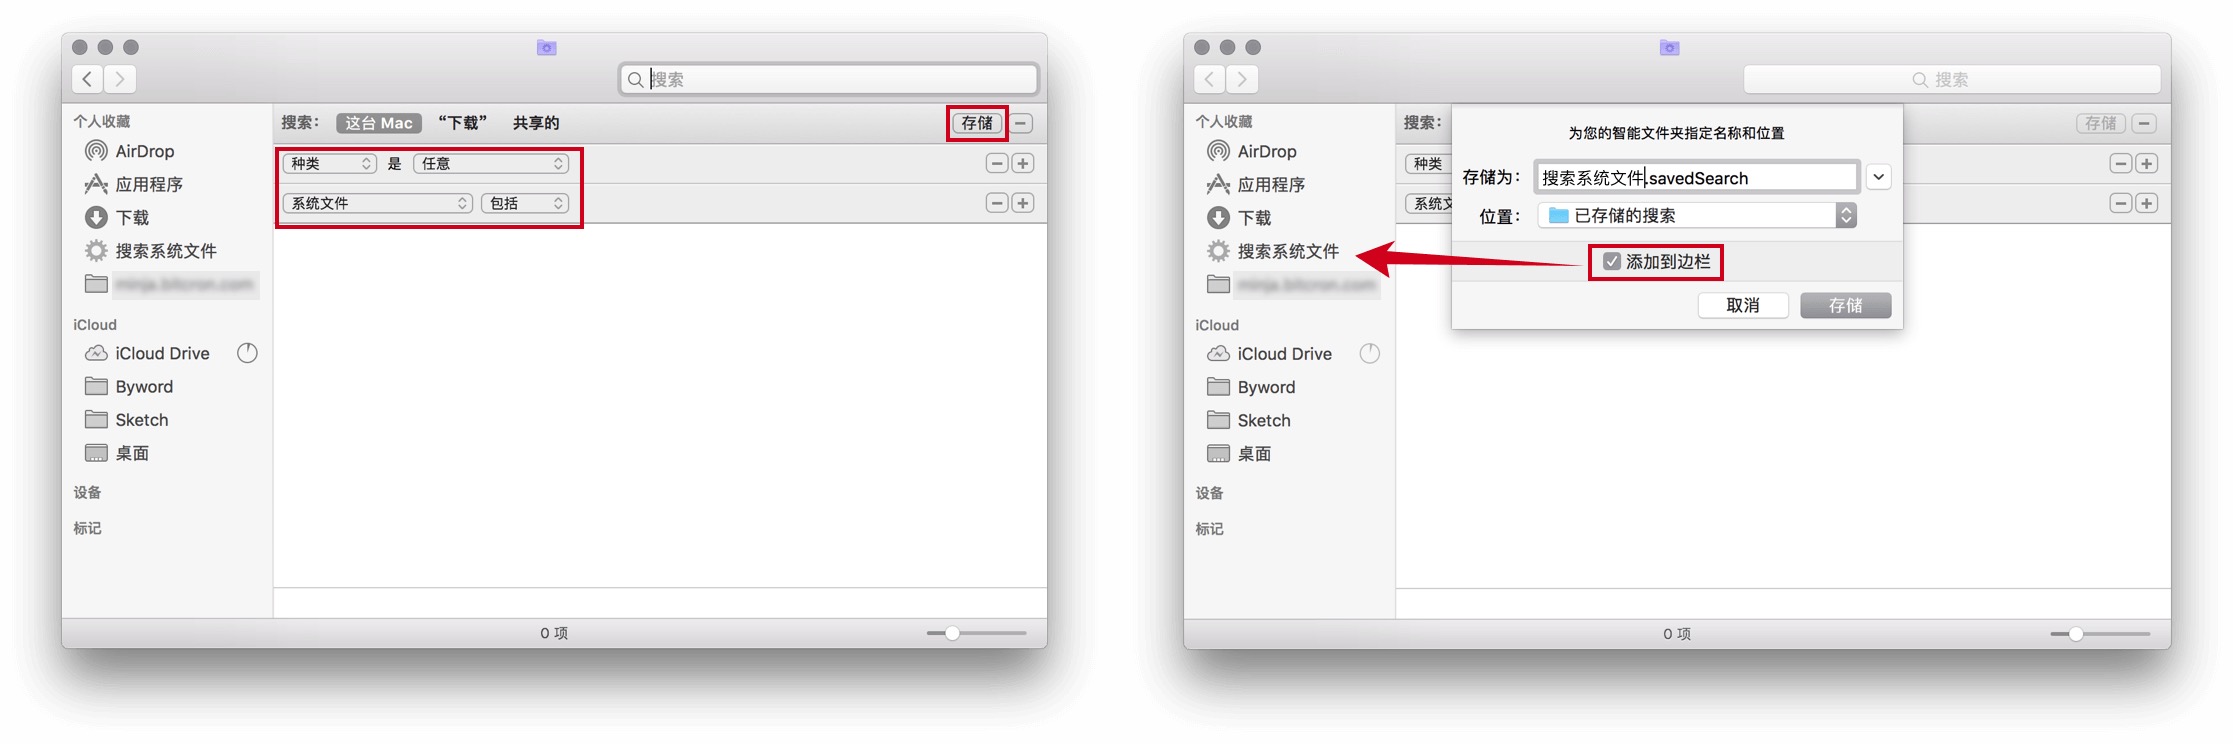 搜索
个人收藏
AirDrop
应用程序
下载
搜索系统文件
iCloud
iCloud Drive
Byword
Sketch
桌面
设备
标记
搜索：
这台 Mac
“下载”
共享的
存储
种类
是
任意
系统文件
包括
0 项
搜索
个人收藏
AirDrop
应用程序
下载
搜索系统文件
iCloud
iCloud Drive
Byword
Sketch
桌面
设备
标记
搜索：
存储
种类
系统文
为您的智能文件夹指定名称和位置
存储为：
搜索系统文件.savedSearch
位置：
已存储的搜索
添加到边栏
取消
存储
0 项